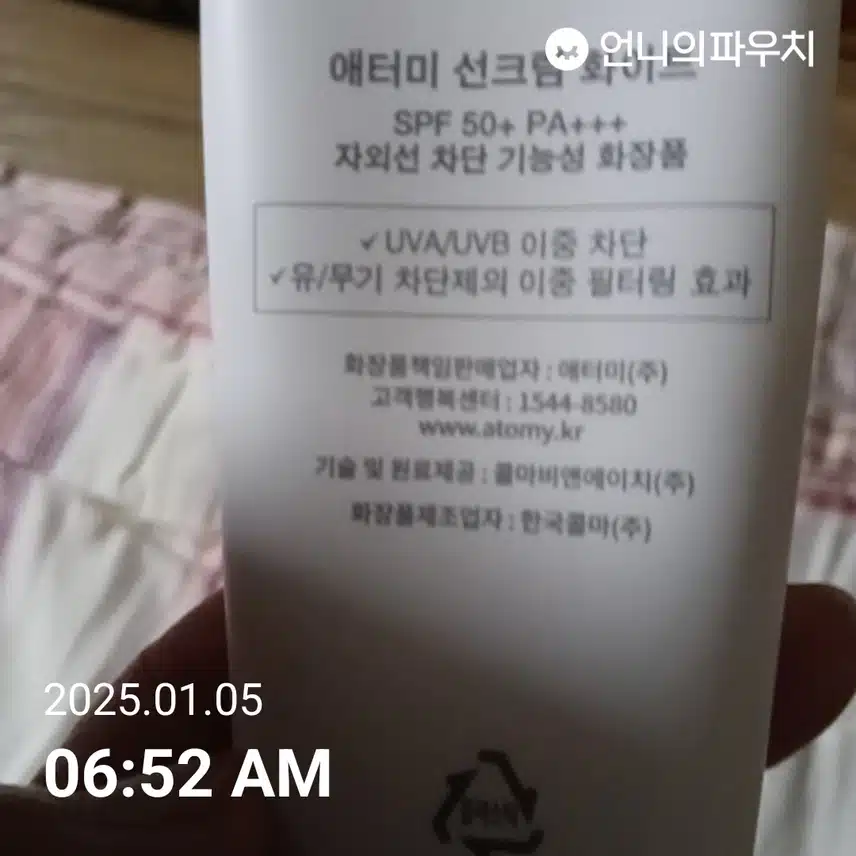 언니의파우치
애터미 선크림 화이트
SPF 50+ PA+++
자외선 차단 기능성 화장품
✓ UVA/UVB 이중 차단
✓ 유/무기 차단제의 이중 필터링 효과
화장품책임판매업자 : 애터미(주)
고객행복센터 : 1544-8580
www.atomy.kr
기술 및 원료제공 : 콜마비앤에이치(주)
화장품제조업자 : 한국콜마(주)
2025.01.05
06:52 AM